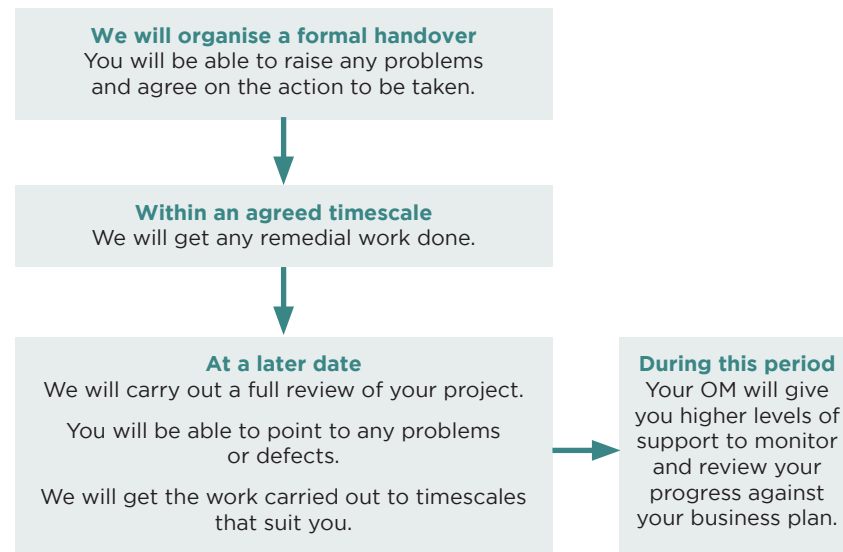 We will organise a formal handover
You will be able to raise any problems
and agree on the action to be taken.
Within an agreed timescale
We will get any remedial work done.
At a later date
We will carry out a full review of your project.
You will be able to point to any problems
or defects.
We will get the work carried out to timescales
that suit you.
During this period
Your OM will give
you higher levels of
support to monitor
and review your
progress against
your business plan.